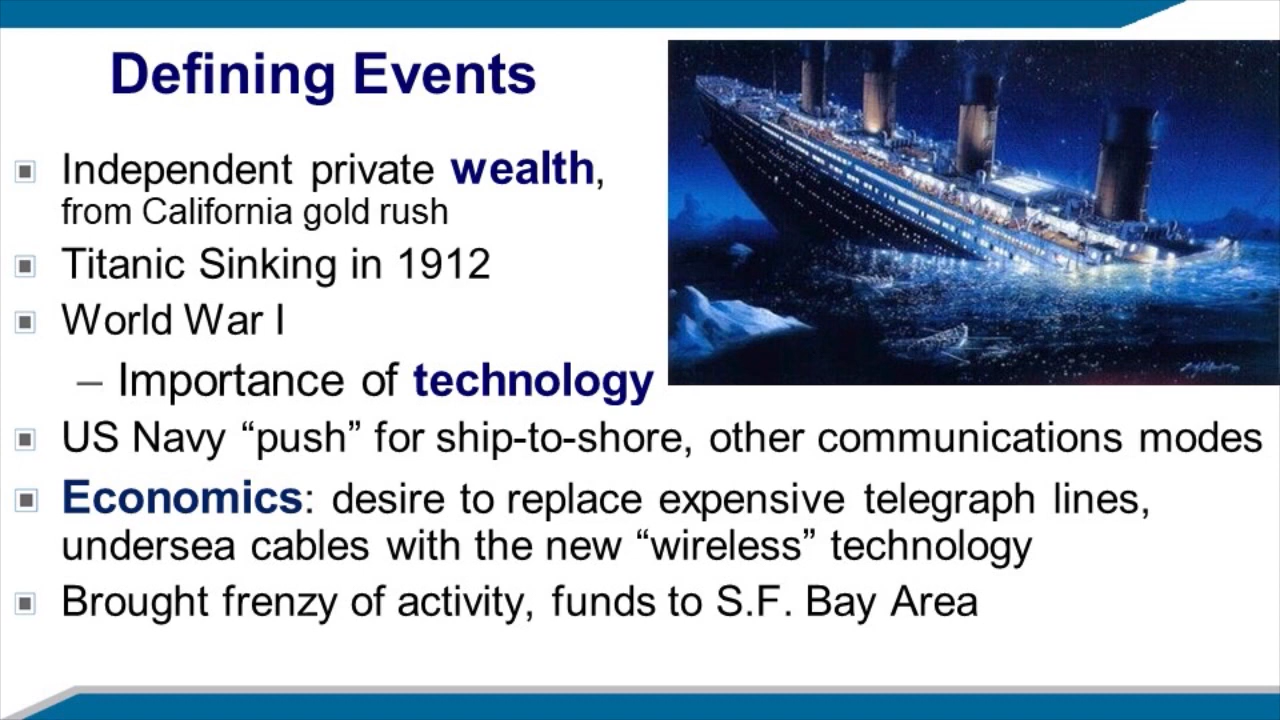 Defining Events
Independent private wealth,
from California gold rush
Titanic Sinking in 1912
World War I
– Importance of technology
US Navy “push” for ship-to-shore, other communications modes
Economics: desire to replace expensive telegraph lines,
undersea cables with the new “wireless” technology
Brought frenzy of activity, funds to S.F. Bay Area